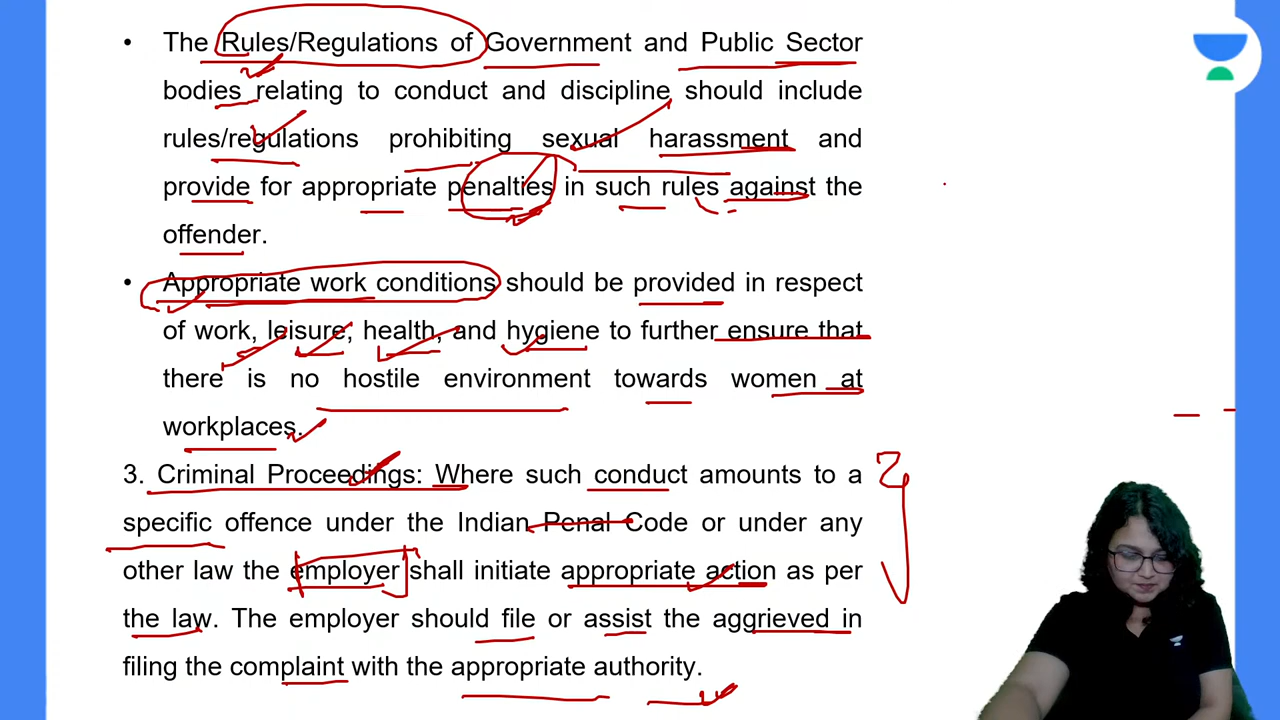 • The Rules/Regulations of Government and Public Sector
bodies relating to conduct and discipline should include
rules/regulations prohibiting sexual harassment and
provide for appropriate penalties in such rules against the
offender.
• Appropriate work conditions should be provided in respect
of work, leisure, health, and hygiene to further ensure that
there is no hostile environment towards women at
workplaces.
3. Criminal Proceedings: Where such conduct amounts to a
specific offence under the Indian Penal Code or under any
other law the employer shall initiate appropriate action as per
the law. The employer should file or assist the aggrieved in
filing the complaint with the appropriate authority.